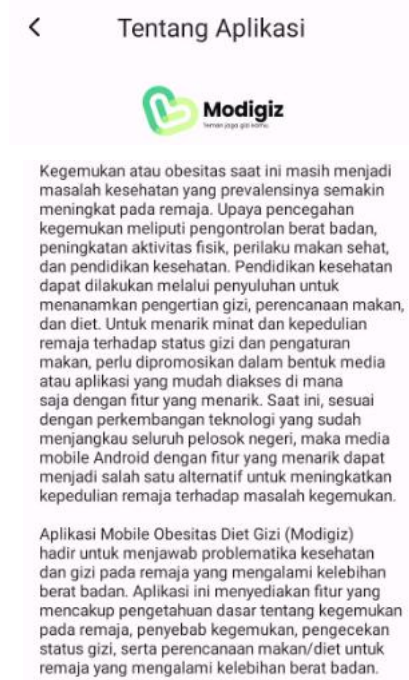 Tentang Aplikasi
Modigiz
Teman jaga gizi kamu
Kegemukan atau obesitas saat ini masih menjadi
masalah kesehatan yang prevalensinya semakin
meningkat pada remaja. Upaya pencegahan
kegemukan meliputi pengontrolan berat badan,
peningkatan aktivitas fisik, perilaku makan sehat,
dan pendidikan kesehatan. Pendidikan kesehatan
dapat dilakukan melalui penyuluhan untuk
menanamkan pengertian gizi, perencanaan makan,
dan diet. Untuk menarik minat dan kepedulian
remaja terhadap status gizi dan pengaturan
makan, perlu dipromosikan dalam bentuk media
atau aplikasi yang mudah diakses di mana
saja dengan fitur yang menarik. Saat ini, sesuai
dengan perkembangan teknologi yang sudah
menjangkau seluruh pelosok negeri, maka media
mobile Android dengan fitur yang menarik dapat
menjadi salah satu alternatif untuk meningkatkan
kepedulian remaja terhadap masalah kegemukan.
Aplikasi Mobile Obesitas Diet Gizi (Modigiz)
hadir untuk menjawab problematika kesehatan
dan gizi pada remaja yang mengalami kelebihan
berat badan. Aplikasi ini menyediakan fitur yang
mencakup pengetahuan dasar tentang kegemukan
pada remaja, penyebab kegemukan, pengecekan
status gizi, serta perencanaan makan/diet untuk
remaja yang mengalami kelebihan berat badan.